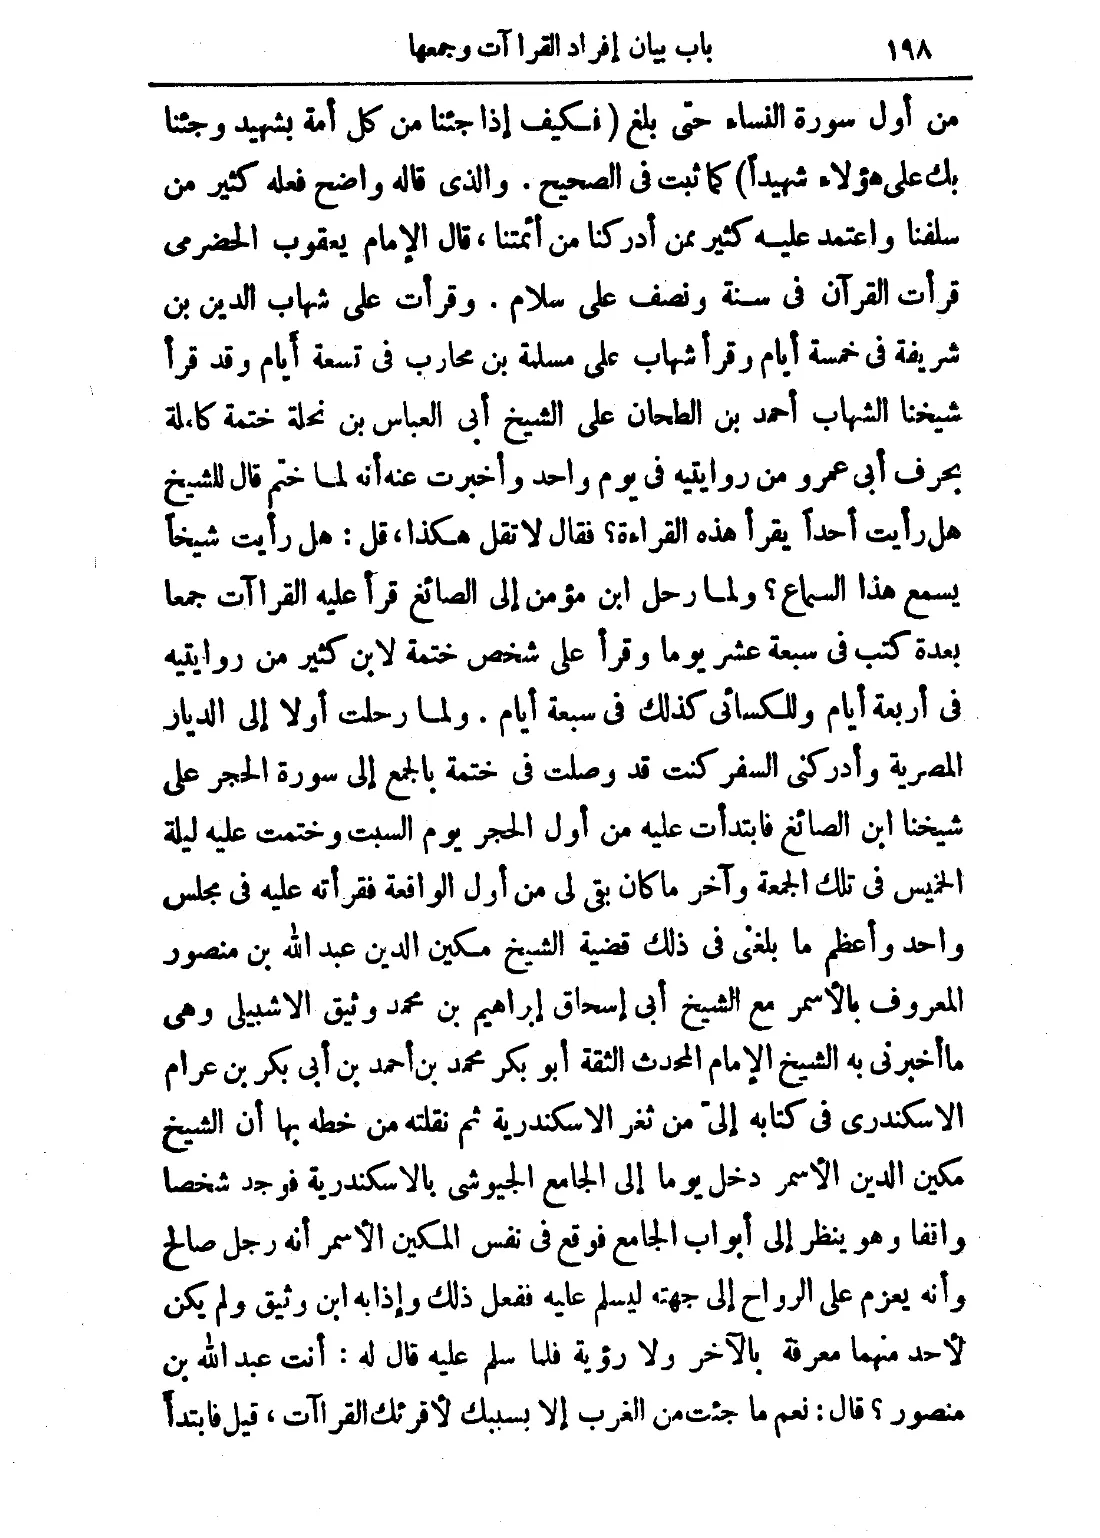 ١٩٨ باب بيان إفراد القراآت وجمعها
من أول سورة النساء حتى بلغ (فكيف إذا جئنا من كل أمة بشهيد وجئنا
بك على هؤلاء شهيداً) كما ثبت فى الصحيح . والذى قاله واضح فعله كثير من
سلفنا واعتمد عليه كثير ممن أدركنا من أئمتنا ، قال الإمام يعقوب الحضرمى
قرأت القرآن فى سنة ونصف على سلام . وقرأت على شهاب الدين بن
شريفة فى خمسة أيام وقرأ شهاب على مسلمة بن محارب فى تسعة أيام وقد قرأ
شيخنا الشهاب أحمد بن الطحان على الشيخ أبى العباس بن نحلة ختمة كاملة
بحرف أبى عمرو من روايتيه فى يوم واحد وأخبرت عنه أنه لما ختم قال للشيخ
هل رأيت أحداً يقرأ هذه القراءة؟ فقال لا تقل هكذا ، قل : هل رأيت شيخاً
يسمع هذا السماع ؟ ولما رحل ابن مؤمن إلى الصائغ قرأ عليه القراآت جمعا
بعدة كتب فى سبعة عشر يوما وقرأ على شخص ختمة لابن كثير من روايتيه
فى أربعة أيام وللكسائى كذلك فى سبعة أيام . ولما رحلت أولا إلى الديار
المصرية وأدركنى السفر كنت قد وصلت فى ختمة بالجمع إلى سورة الحجر على
شيخنا ابن الصائغ فابتدأت عليه من أول الحجر يوم السبت وختمت عليه ليلة
الخميس فى تلك الجمعة وآخر ما كان بقى لى من أول الواقعة فقرأته عليه فى مجلس
واحد وأعظم ما بلغنى فى ذلك قضية الشيخ مكين الدين عبد الله بن منصور
المعروف بالأسمر مع الشيخ أبى إسحاق إبراهيم بن محمد وثيق الاشبيلى وهى
ما أخبرنى به الشيخ الإمام المحدث الثقة أبو بكر محمد بن أحمد بن أبى بكر بن عرام
الاسكندرى فى كتابه إلىّ من ثغر الاسكندرية ثم نقلته من خطه بها أن الشيخ
مكين الدين الأسمر دخل يوما إلى الجامع الجيوشى بالاسكندرية فوجد شخصا
واقفا وهو ينظر إلى أبواب الجامع فوقع فى نفس المكين الأسمر أنه رجل صالح
وأنه يعزم على الرواح إلى جهته ليسلم عليه ففعل ذلك وإذا به ابن وثيق ولم يكن
لأحد منهما معرفة بالآخر ولا رؤية فلما سلم عليه قال له : أنت عبد الله بن
منصور ؟ قال : نعم ما جئت من الغرب إلا بسببك لأقرئك القراآت ، قيل فابتدأ